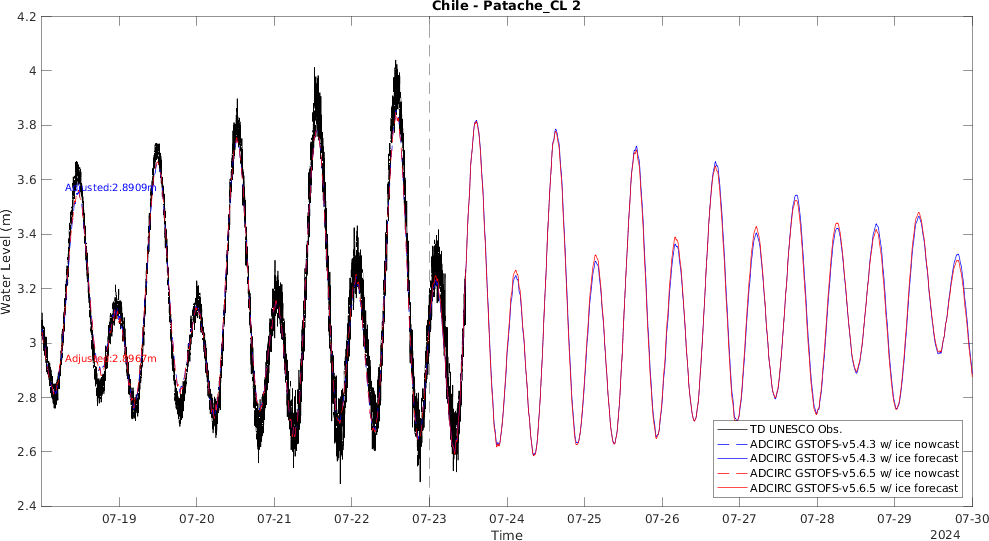 Chile - Patache_CL 2
4.2
4
3.8
3.6
3.4
3.2
3
2.8
2.6
2.4
Water Level (m)
Adjusted:2.8909m
Adjusted:2.8967m
TD UNESCO Obs.
ADCIRC GSTOFS-v5.4.3 w/ ice nowcast
ADCIRC GSTOFS-v5.4.3 w/ ice forecast
ADCIRC GSTOFS-v5.6.5 w/ ice nowcast
ADCIRC GSTOFS-v5.6.5 w/ ice forecast
07-19 07-20 07-21 07-22 07-23 07-24 07-25 07-26 07-27 07-28 07-29 07-30
Time
2024